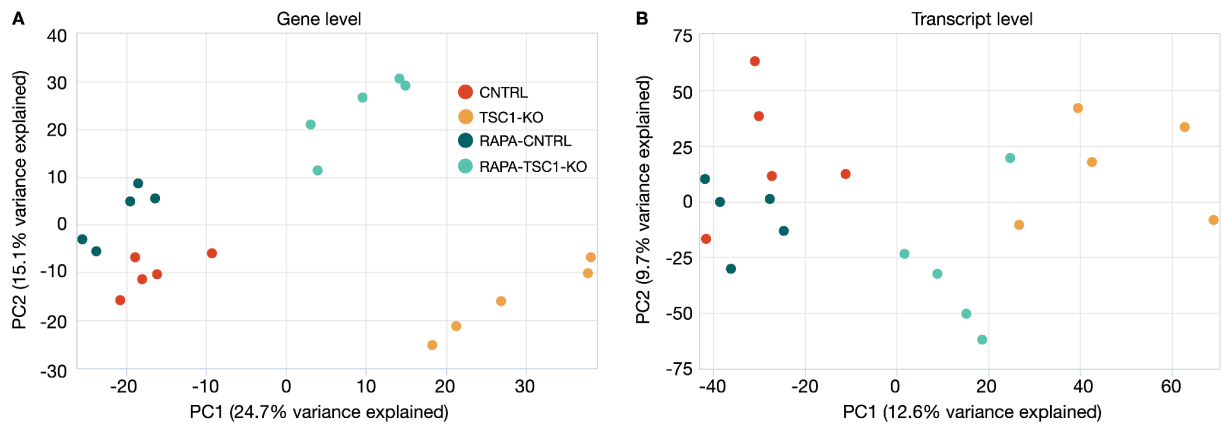 A
Gene level
PC2 (15.1% variance explained)
40
30
20
10
0
-10
-20
-30
-20
-10
0
10
20
30
PC1 (24.7% variance explained)
CNTRL
TSC1-KO
RAPA-CNTRL
RAPA-TSC1-KO
B
Transcript level
PC2 (9.7% variance explained)
75
50
25
0
-25
-50
-75
-40
-20
0
20
40
60
PC1 (12.6% variance explained)